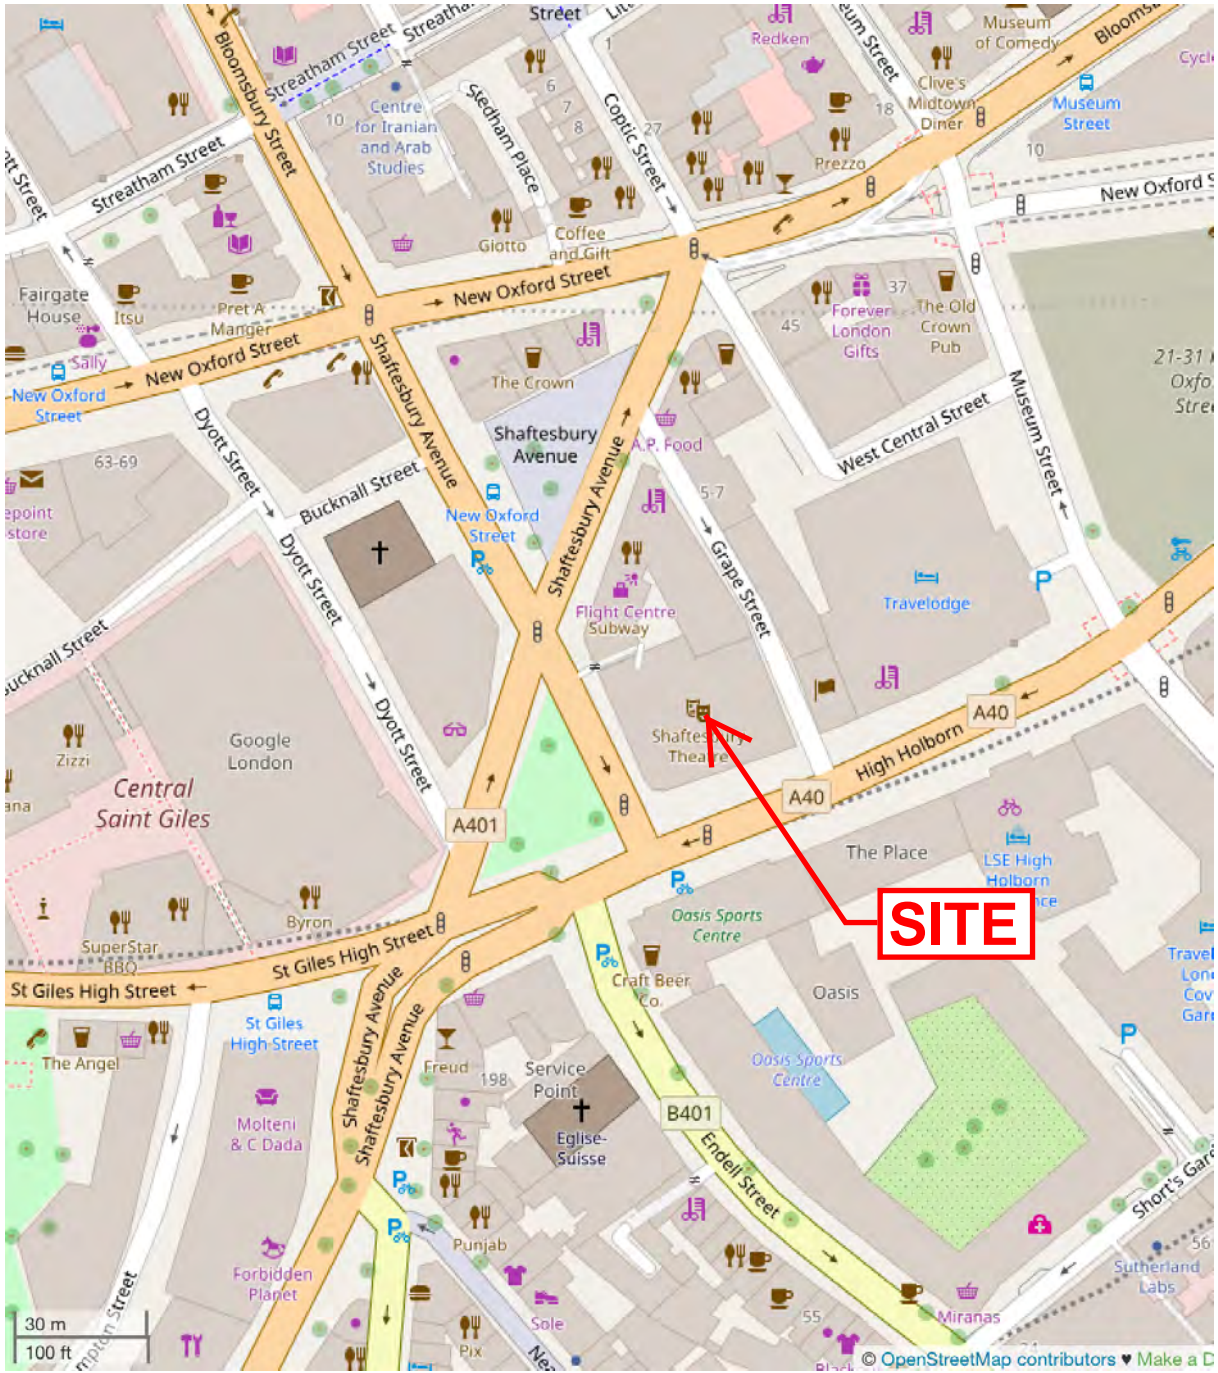 Street
Streatham Street
Redken
Museum
of Comedy
Bloomsbury Street
Centre
for Iranian
and Arab
Studies
10
6
7
8
1
27
18
Clive's
Midtown
Diner
Museum
Street
Prezzo
10
Stedham Place
Coptic Street
Streatham Street
New Oxford S
Giotto
Coffee
and Gift
Fairgate
House
Itsu
Pret A
Manger
Sally
New Oxford Street
New Oxford Street
New Oxford
Street
45
37
Forever
London
Gifts
The Old
Crown
Pub
The Crown
Shaftesbury
Avenue
A.P. Food
Shaftesbury Avenue
Shaftesbury Avenue
Dyott Street
63-69
Bucknall Street
West Central Street
Museum Street
New Oxford
Street
5-7
Grape Street
Travelodge
P
Flight Centre
Subway
Dyott Street
Dyott Street
Google
London
Zizzi
Central
Saint Giles
Shaftesbury
Theatre
A40
High Holborn
A40
A401
The Place
LSE High
Holborn
SITE
Oasis Sports
Centre
Byron
SuperStar
BBQ
St Giles High Street
St Giles High Street
St Giles
High Street
Craft Beer
Co.
Oasis
Oasis Sports
Centre
P
The Angel
Shaftesbury Avenue
Shaftesbury Avenue
Freud
198
Service
Point
Eglise-
Suisse
B401
Endell Street
Molteni
& C Dada
Short's Gar
Punjab
Forbidden
Planet
56
Sutherland
Labs
Miranas
Sole
Pix
55
30 m
100 ft
© OpenStreetMap contributors ♥ Make a D